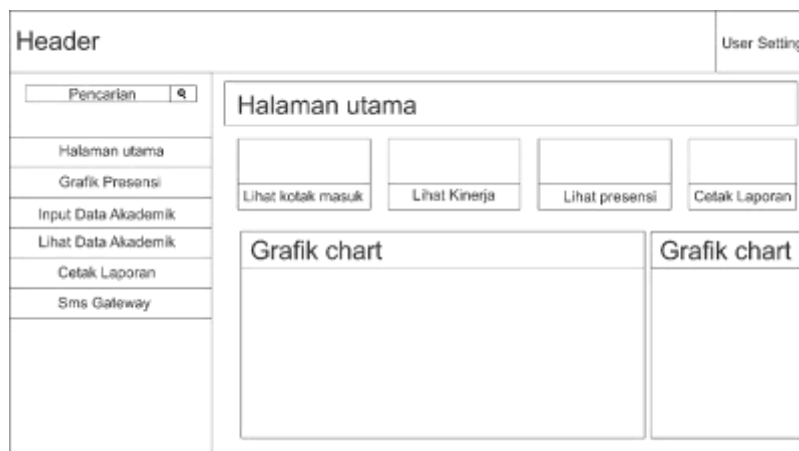 Header
User Setting
Pencarian
Halaman utama
Halaman utama
Grafik Presensi
Input Data Akademik
Lihat Data Akademik
Cetak Laporan
Sms Gateway
Lihat kotak masuk
Lihat Kinerja
Lihat presensi
Cetak Laporan
Grafik chart
Grafik chart